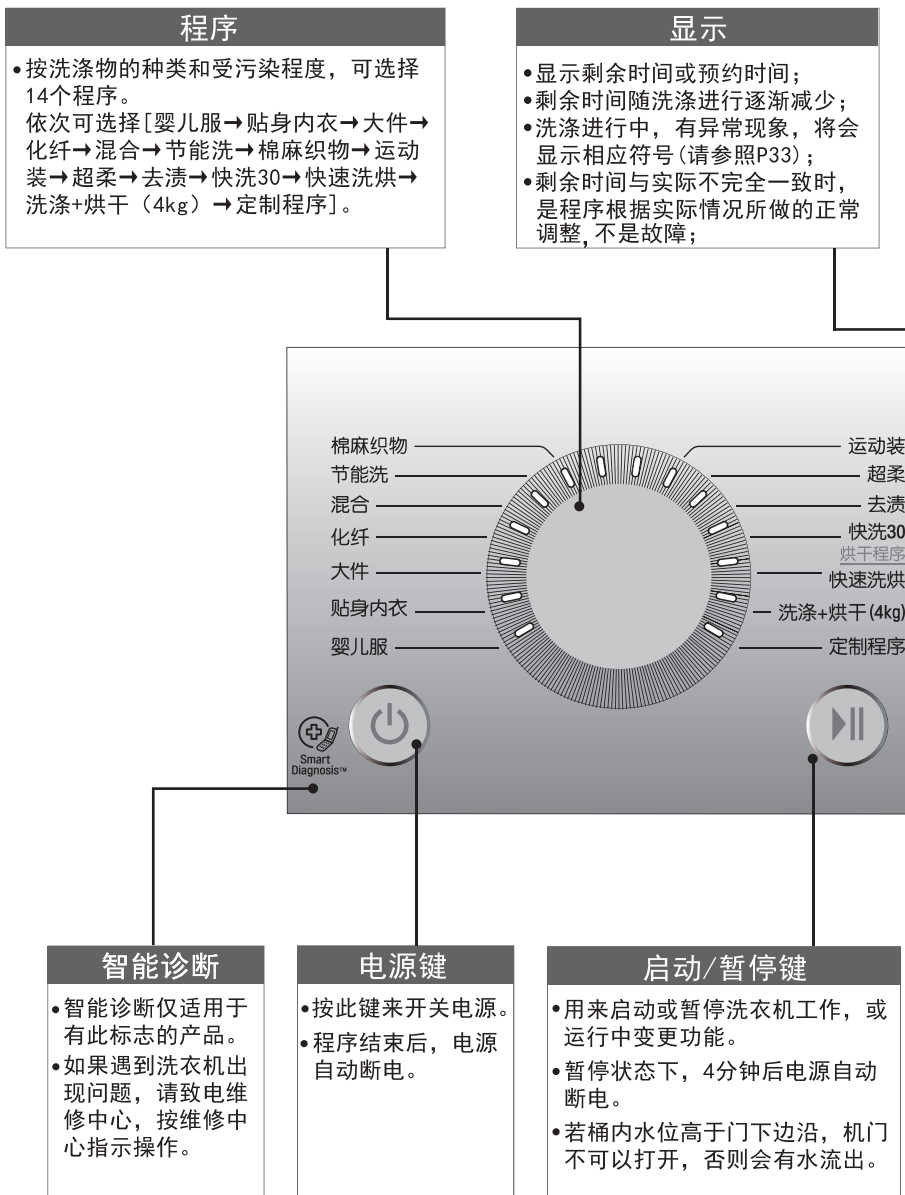 程序
•按洗涤物的种类和受污染程度，可选择
14个程序。
依次可选择[婴儿服→贴身内衣→大件→
化纤→混合→节能洗→棉麻织物→运动
装→超柔→去渍→快洗30→快速洗烘→
洗涤+烘干（4kg）→定制程序]。
显示
•显示剩余时间或预约时间；
•剩余时间随洗涤进行逐渐减少；
•洗涤进行中，有异常现象，将会
显示相应符号(请参照P33)；
•剩余时间与实际不完全一致时，
是程序根据实际情况所做的正常
调整,不是故障；
棉麻织物
节能洗
混合
化纤
大件
贴身内衣
婴儿服
运动装
超柔
去渍
快洗30
烘干程序
快速洗烘
洗涤+烘干(4kg)
定制程序
Smart
Diagnosis™
智能诊断
•智能诊断仅适用于
有此标志的产品。
•如果遇到洗衣机出
现问题，请致电维
修中心，按维修中
心指示操作。
电源键
•按此键来开关电源。
•程序结束后，电源
自动断电。
启动/暂停键
•用来启动或暂停洗衣机工作，或
运行中变更功能。
•暂停状态下，4分钟后电源自动
断电。
•若桶内水位高于门下边沿，机门
不可以打开，否则会有水流出。